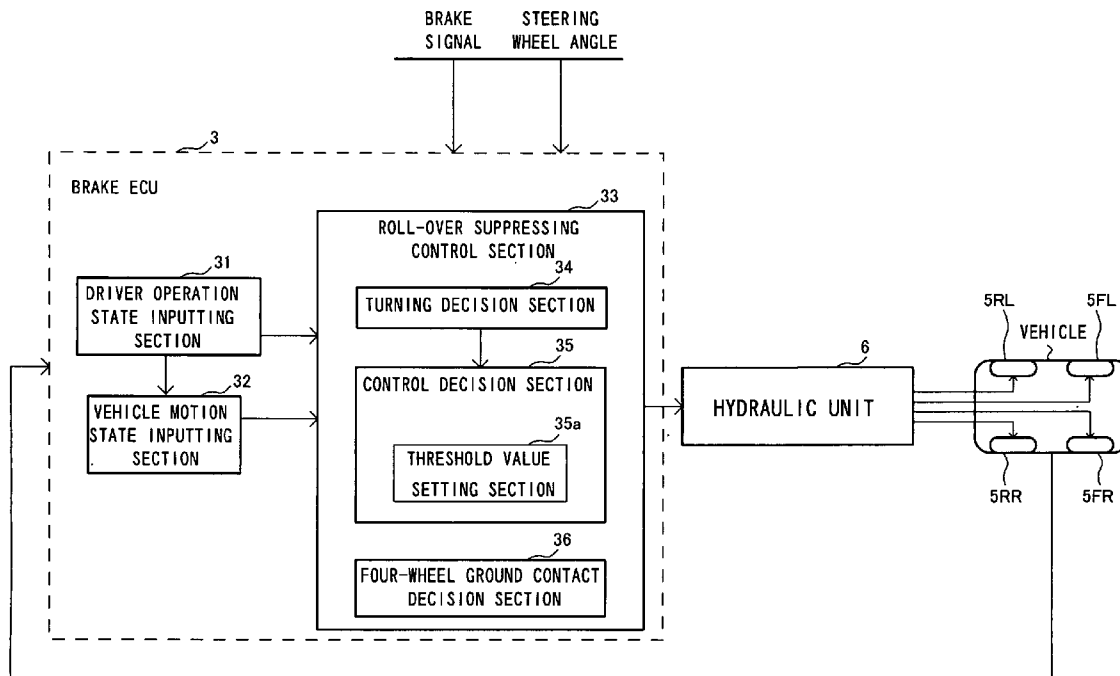 BRAKE SIGNAL
STEERING WHEEL ANGLE
3
BRAKE ECU
33
ROLL-OVER SUPPRESSING
CONTROL SECTION
31
DRIVER OPERATION
STATE INPUTTING
SECTION
32
VEHICLE MOTION
STATE INPUTTING
SECTION
34
TURNING DECISION SECTION
35
CONTROL DECISION SECTION
35a
THRESHOLD VALUE
SETTING SECTION
36
FOUR-WHEEL GROUND CONTACT
DECISION SECTION
6
HYDRAULIC UNIT
5RL
5FL
VEHICLE
5RR
5FR